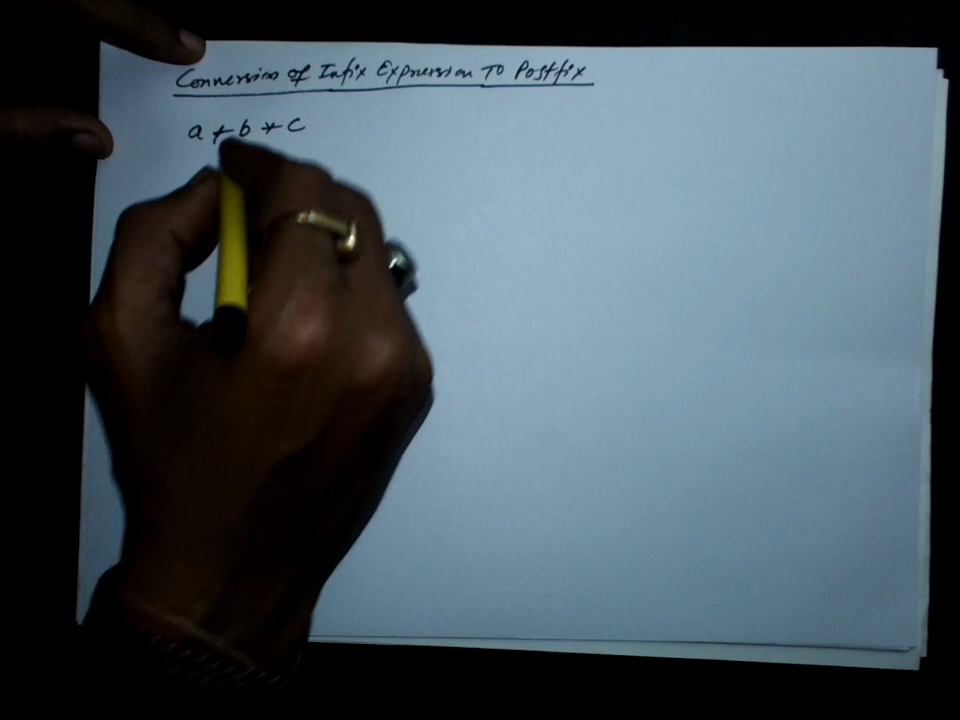 Conversion of Infix Expression To Postfix
a + b * c